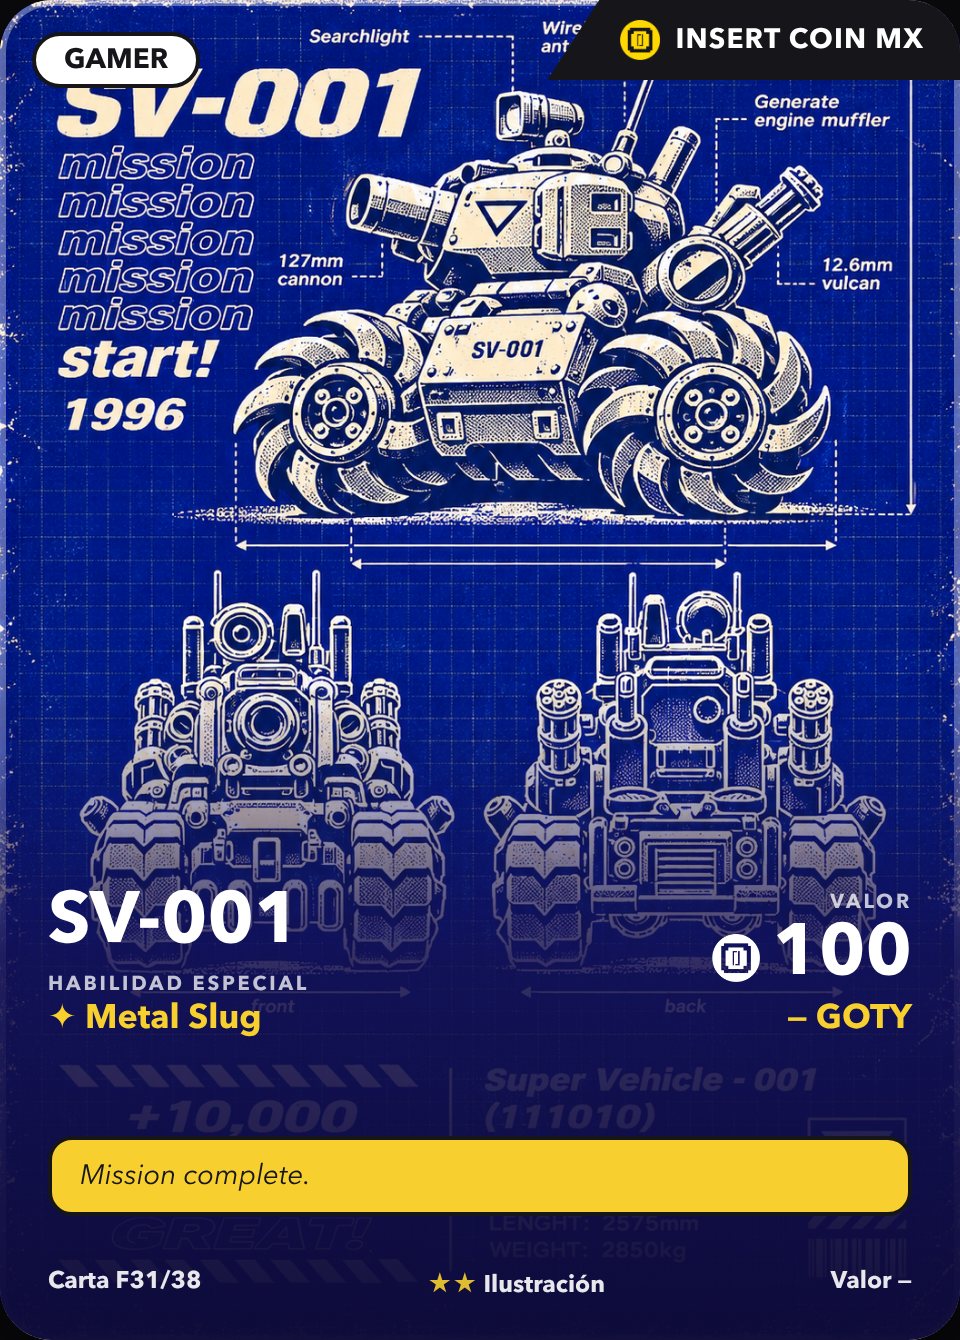 GAMER
INSERT COIN MX
Searchlight
SV-001
mission
mission
mission
mission
mission
start!
1996
Generate
engine muffler
127mm
cannon
12.6mm
vulcan
SV-001
SV-001
VALOR
100
HABILIDAD ESPECIAL
front
back
✦ Metal Slug
– GOTY
Super Vehicle - 001
(111010)
+10,000
Mission complete.
GREAT!
LENGHT: 2575mm
WEIGHT: 2850kg
Carta F31/38
★★ Ilustración
Valor –